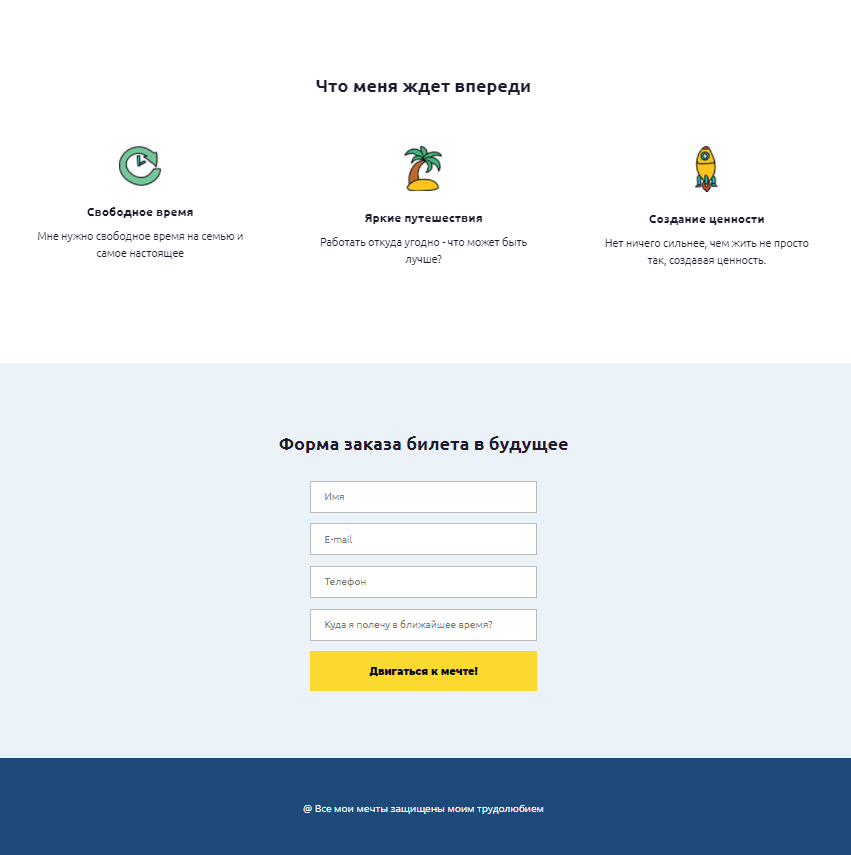 Что меня ждет впереди
Свободное время
Мне нужно свободное время на семью и
самое настоящее
Яркие путешествия
Работать откуда угодно - что может быть
лучше?
Создание ценности
Нет ничего сильнее, чем жить не просто
так, создавая ценность.
Форма заказа билета в будущее
Имя
E-mail
Телефон
Куда я полечу в ближайшее время?
Двигаться к мечте!
@ Все мои мечты защищены моим трудолюбием